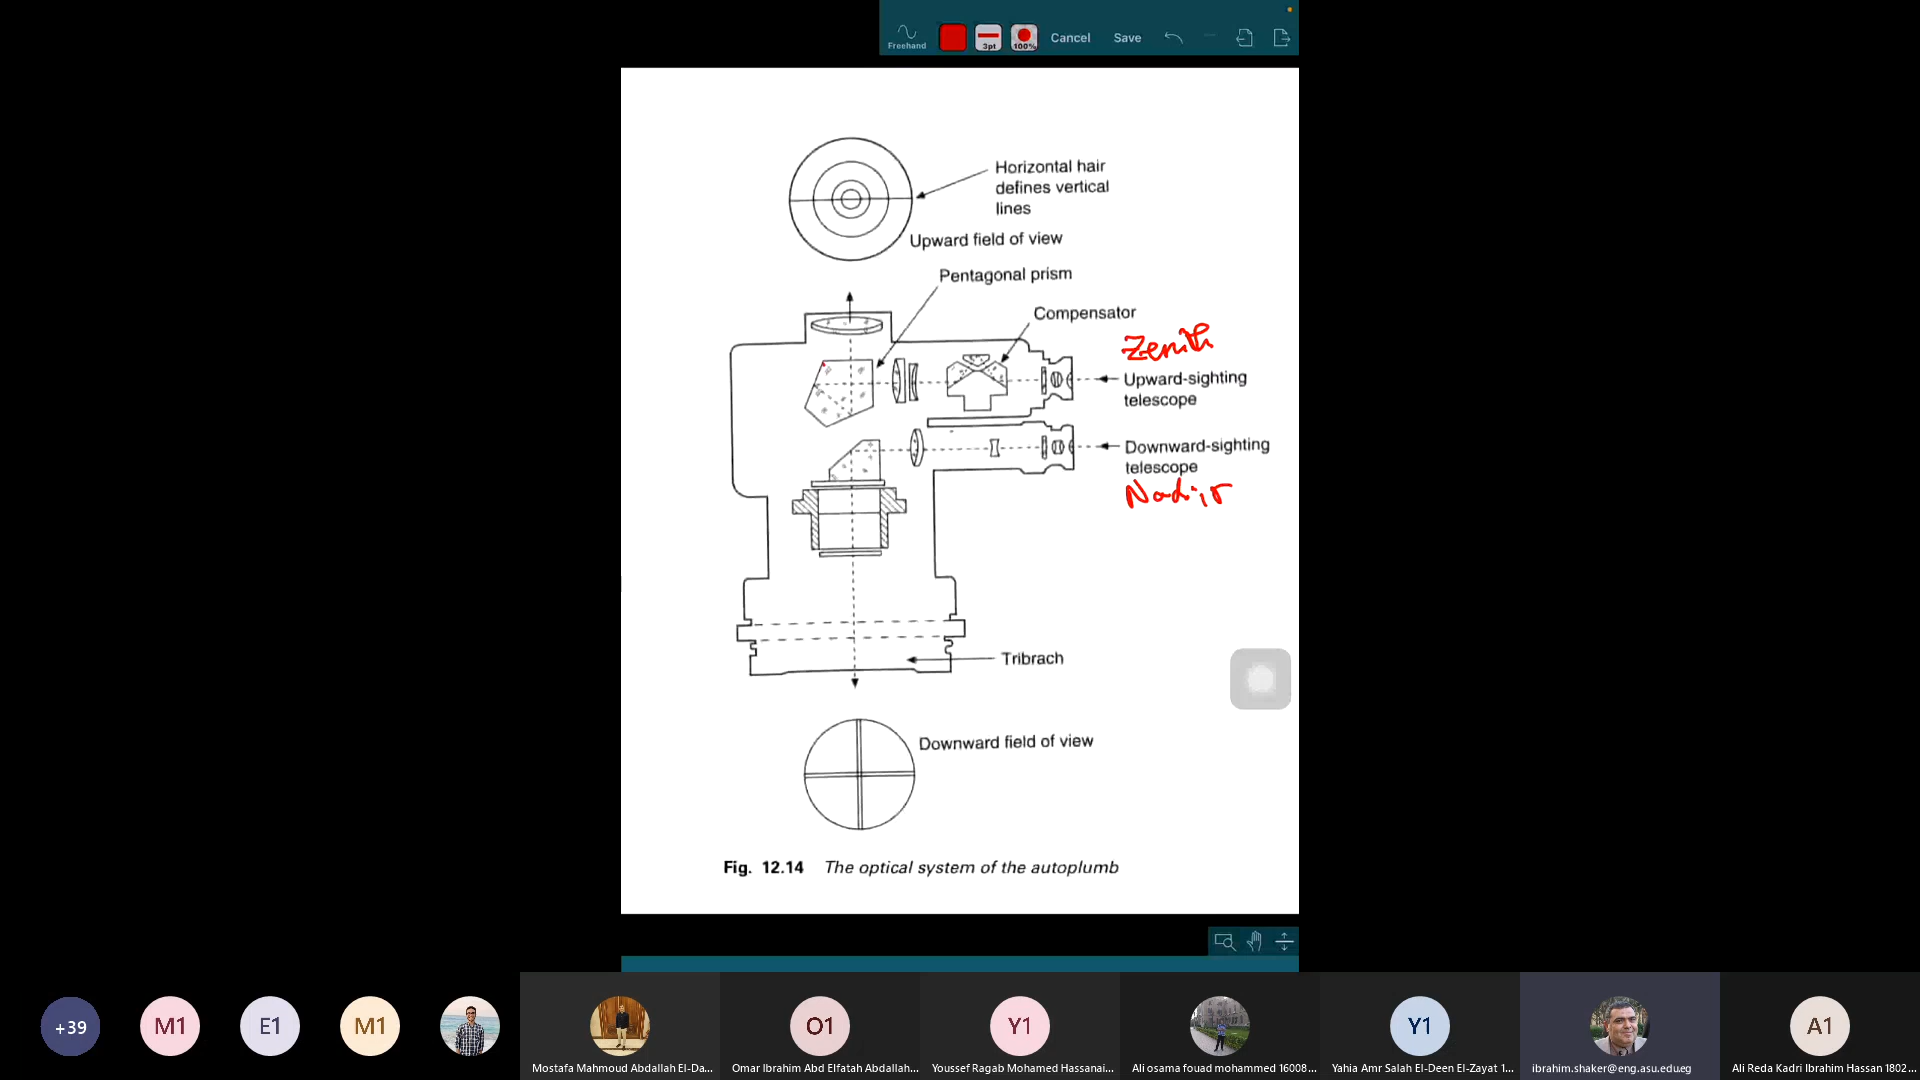 Freehand
3pt
100%
Cancel
Save
Horizontal hair
defines vertical
lines
Upward field of view
Pentagonal prism
Compensator
Zenith
Upward-sighting
telescope
Downward-sighting
telescope
Nadir
Tribrach
Downward field of view
Fig. 12.14 The optical system of the autoplumb
+39
M1
E1
M1
O1
Y1
Y1
A1
Mostafa Mahmoud Abdallah El-Da...
Omar Ibrahim Abd Elfatah Abdallah...
Youssef Ragab Mohamed Hassanai...
Ali osama fouad mohammed 16008...
Yahia Amr Salah El-Deen El-Zayat 1...
ibrahim.shaker@eng.asu.edu.eg
Ali Reda Kadri Ibrahim Hassan 1802...